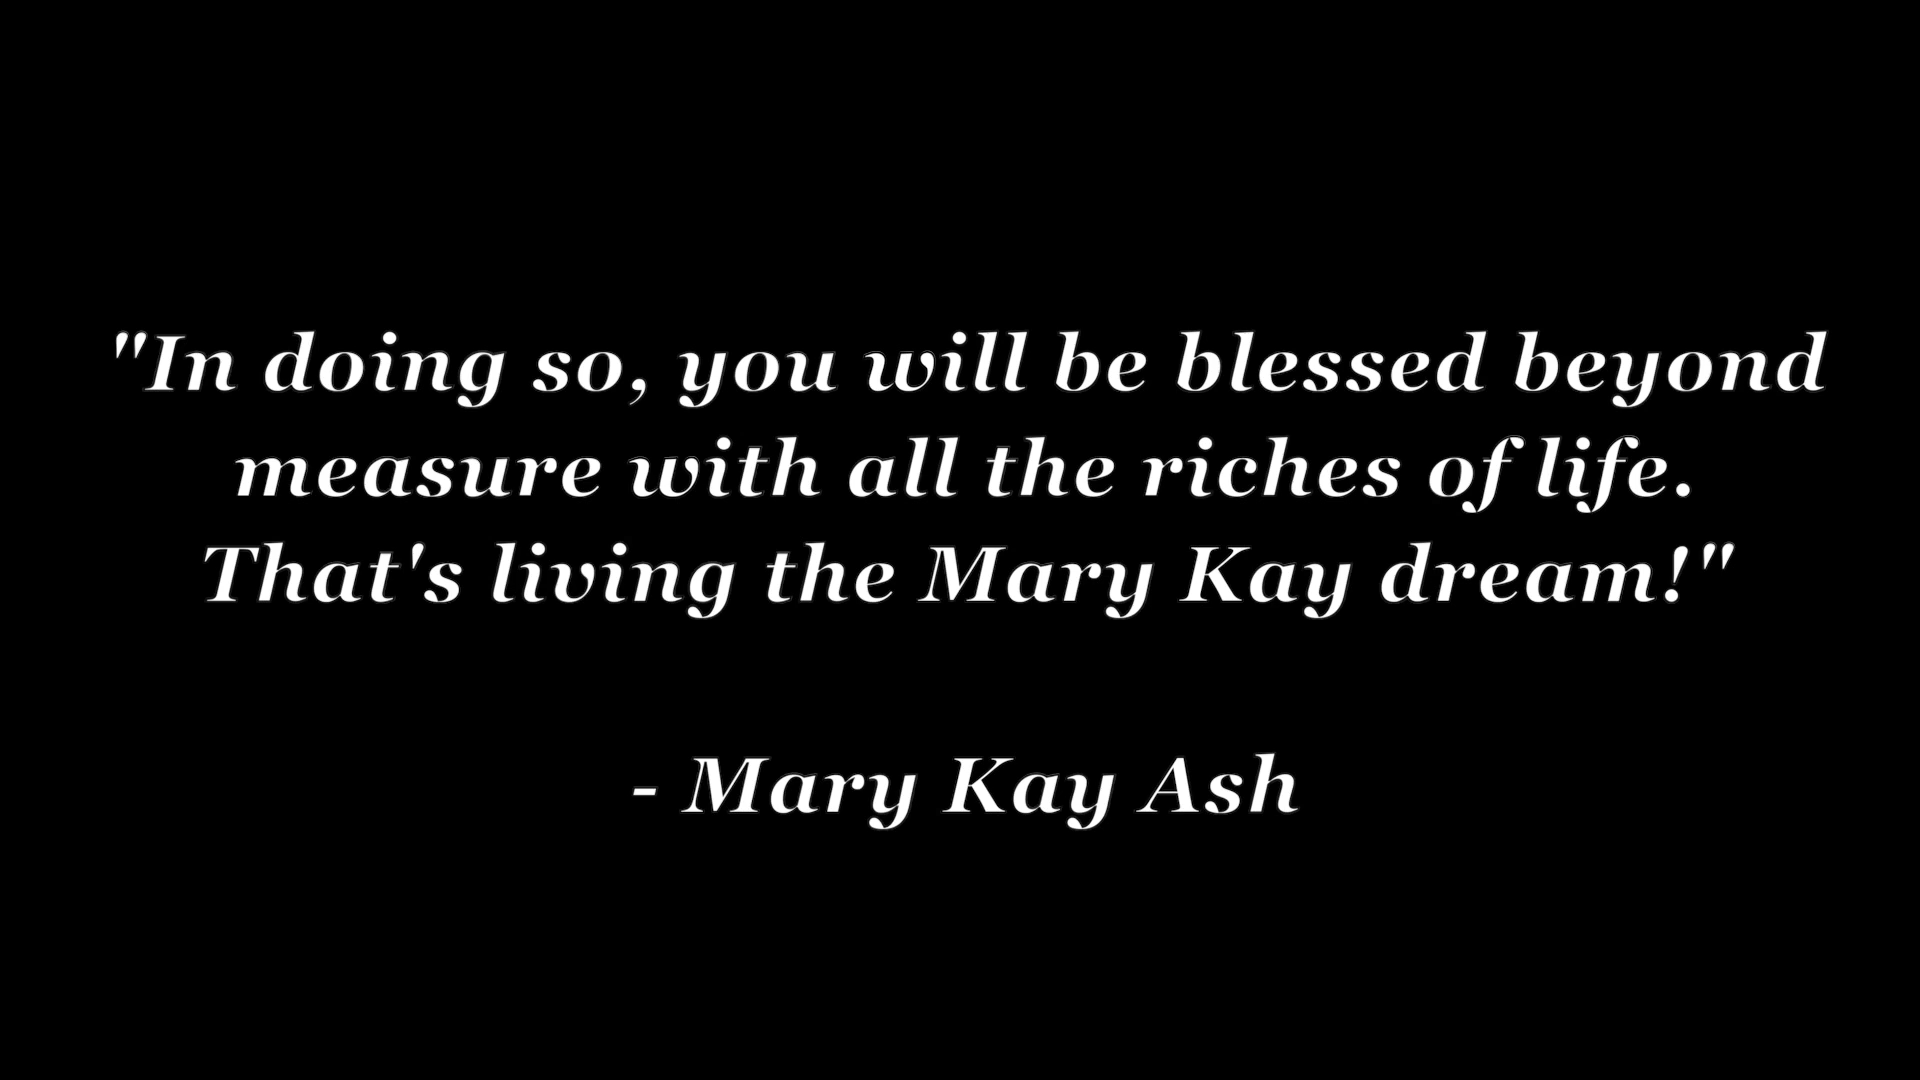 "In doing so, you will be blessed beyond
measure with all the riches of life.
That's living the Mary Kay dream!"
- Mary Kay Ash